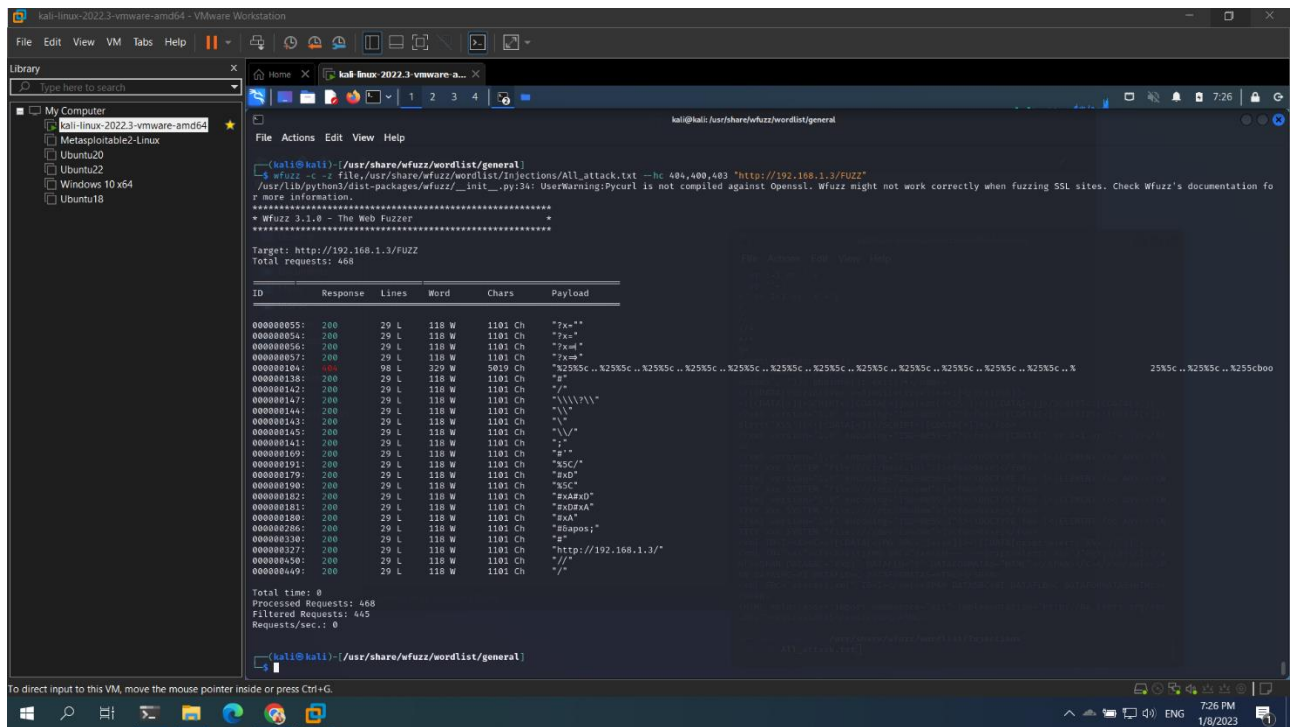 kali-linux-2022.3-vmware-amd64 - VMware Workstation
File Edit View VM Tabs Help
Library
Type here to search
My Computer
kali-linux-2022.3-vmware-amd64
Metasploitable2-Linux
Ubuntu20
Ubuntu22
Windows 10 x64
Ubuntu18
Home
kali-linux-2022.3-vmware-a...
1 2 3 4
7:26
kali@kali: /usr/share/wfuzz/wordlist/general
File Actions Edit View Help
(kali㉿kali)-[/usr/share/wfuzz/wordlist/general]
$ wfuzz -c -z file,/usr/share/wfuzz/wordlist/Injections/All_attack.txt --hc 404,400,403 "http://192.168.1.3/FUZZ"
/usr/lib/python3/dist-packages/wfuzz/__init__.py:34: UserWarning:Pycurl is not compiled against Openssl. Wfuzz might not work correctly when fuzzing SSL sites. Check Wfuzz's documentation fo
r more information.
********************************************************
* Wfuzz 3.1.0 - The Web Fuzzer *
********************************************************
Target: http://192.168.1.3/FUZZ
Total requests: 468
ID Response Lines Word Chars Payload
000000055: 200 29 L 118 W 1101 Ch "?x=""
000000054: 200 29 L 118 W 1101 Ch "?x="
000000056: 200 29 L 118 W 1101 Ch "?x=|"
000000057: 200 29 L 118 W 1101 Ch "?x=>"
000000104: 404 98 L 329 W 5019 Ch "%25%5c..%25%5c..%25%5c..%25%5c..%25%5c..%25%5c..%25%5c..%25%5c..%25%5c..%25%5c..%25%5c..%25%5c..% 25%5c..%25%5c..%255cboo
000000138: 200 29 L 118 W 1101 Ch "#"
000000142: 200 29 L 118 W 1101 Ch "/"
000000147: 200 29 L 118 W 1101 Ch "\\\\?\\"
000000144: 200 29 L 118 W 1101 Ch "\\"
000000143: 200 29 L 118 W 1101 Ch "\"
000000145: 200 29 L 118 W 1101 Ch "\\/"
000000141: 200 29 L 118 W 1101 Ch ";"
000000169: 200 29 L 118 W 1101 Ch "#'"
000000191: 200 29 L 118 W 1101 Ch "%5C/"
000000179: 200 29 L 118 W 1101 Ch "#xD"
000000190: 200 29 L 118 W 1101 Ch "%5C"
000000182: 200 29 L 118 W 1101 Ch "#xA#xD"
000000181: 200 29 L 118 W 1101 Ch "#xD#xA"
000000180: 200 29 L 118 W 1101 Ch "#xA"
000000286: 200 29 L 118 W 1101 Ch "#&apos;"
000000330: 200 29 L 118 W 1101 Ch "#"
000000327: 200 29 L 118 W 1101 Ch "http://192.168.1.3/"
000000450: 200 29 L 118 W 1101 Ch "//"
000000449: 200 29 L 118 W 1101 Ch "/"
Total time: 0
Processed Requests: 468
Filtered Requests: 445
Requests/sec.: 0
(kali㉿kali)-[/usr/share/wfuzz/wordlist/general]
$
To direct input to this VM, move the mouse pointer inside or press Ctrl+G.
ENG
7:26 PM
1/8/2023